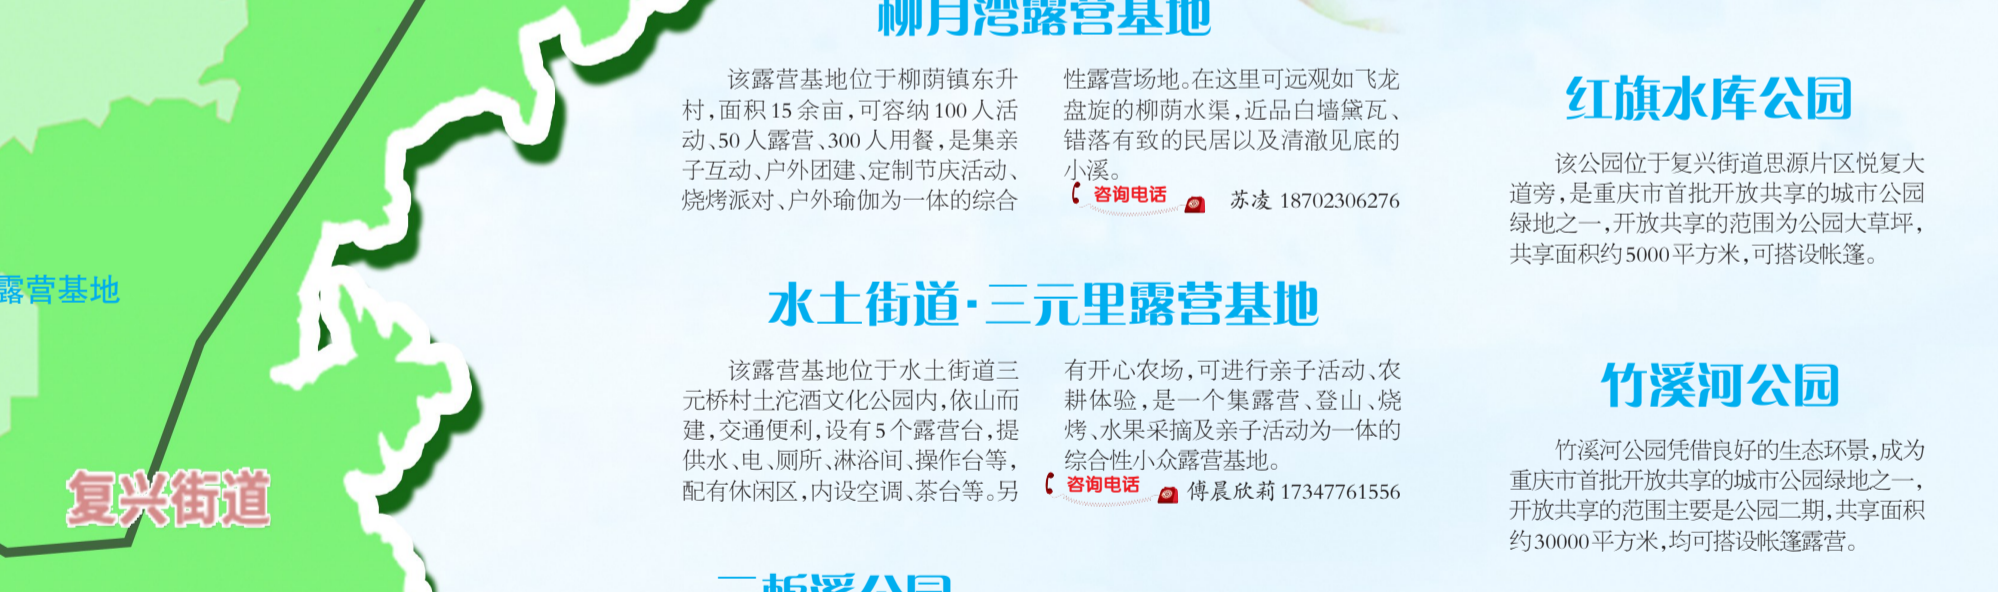 柳月湾露营基地
该露营基地位于柳荫镇东升
村，面积15余亩，可容纳100人活
动、50人露营、300人用餐，是集亲
子互动、户外团建、定制节庆活动、
烧烤派对、户外瑜伽为一体的综合
性露营场地。在这里可远观如飞龙
盘旋的柳荫水渠，近品白墙黛瓦、
错落有致的民居以及清澈见底的
小溪。
咨询电话 苏凌 18702306276
水土街道·三元里露营基地
该露营基地位于水土街道三
元桥村土沱酒文化公园内，依山而
建，交通便利，设有5个露营台，提
供水、电、厕所、淋浴间、操作台等，
配有休闲区，内设空调、茶台等。另
有开心农场，可进行亲子活动、农
耕体验，是一个集露营、登山、烧
烤、水果采摘及亲子活动为一体的
综合性小众露营基地。
咨询电话 傅晨欣莉17347761556
红旗水库公园
该公园位于复兴街道思源片区悦复大
道旁，是重庆市首批开放共享的城市公园
绿地之一，开放共享的范围为公园大草坪，
共享面积约5000平方米，可搭设帐篷。
竹溪河公园
竹溪河公园凭借良好的生态环景，成为
重庆市首批开放共享的城市公园绿地之一，
开放共享的范围主要是公园二期，共享面积
约30000平方米，均可搭设帐篷露营。
露营基地
复兴街道